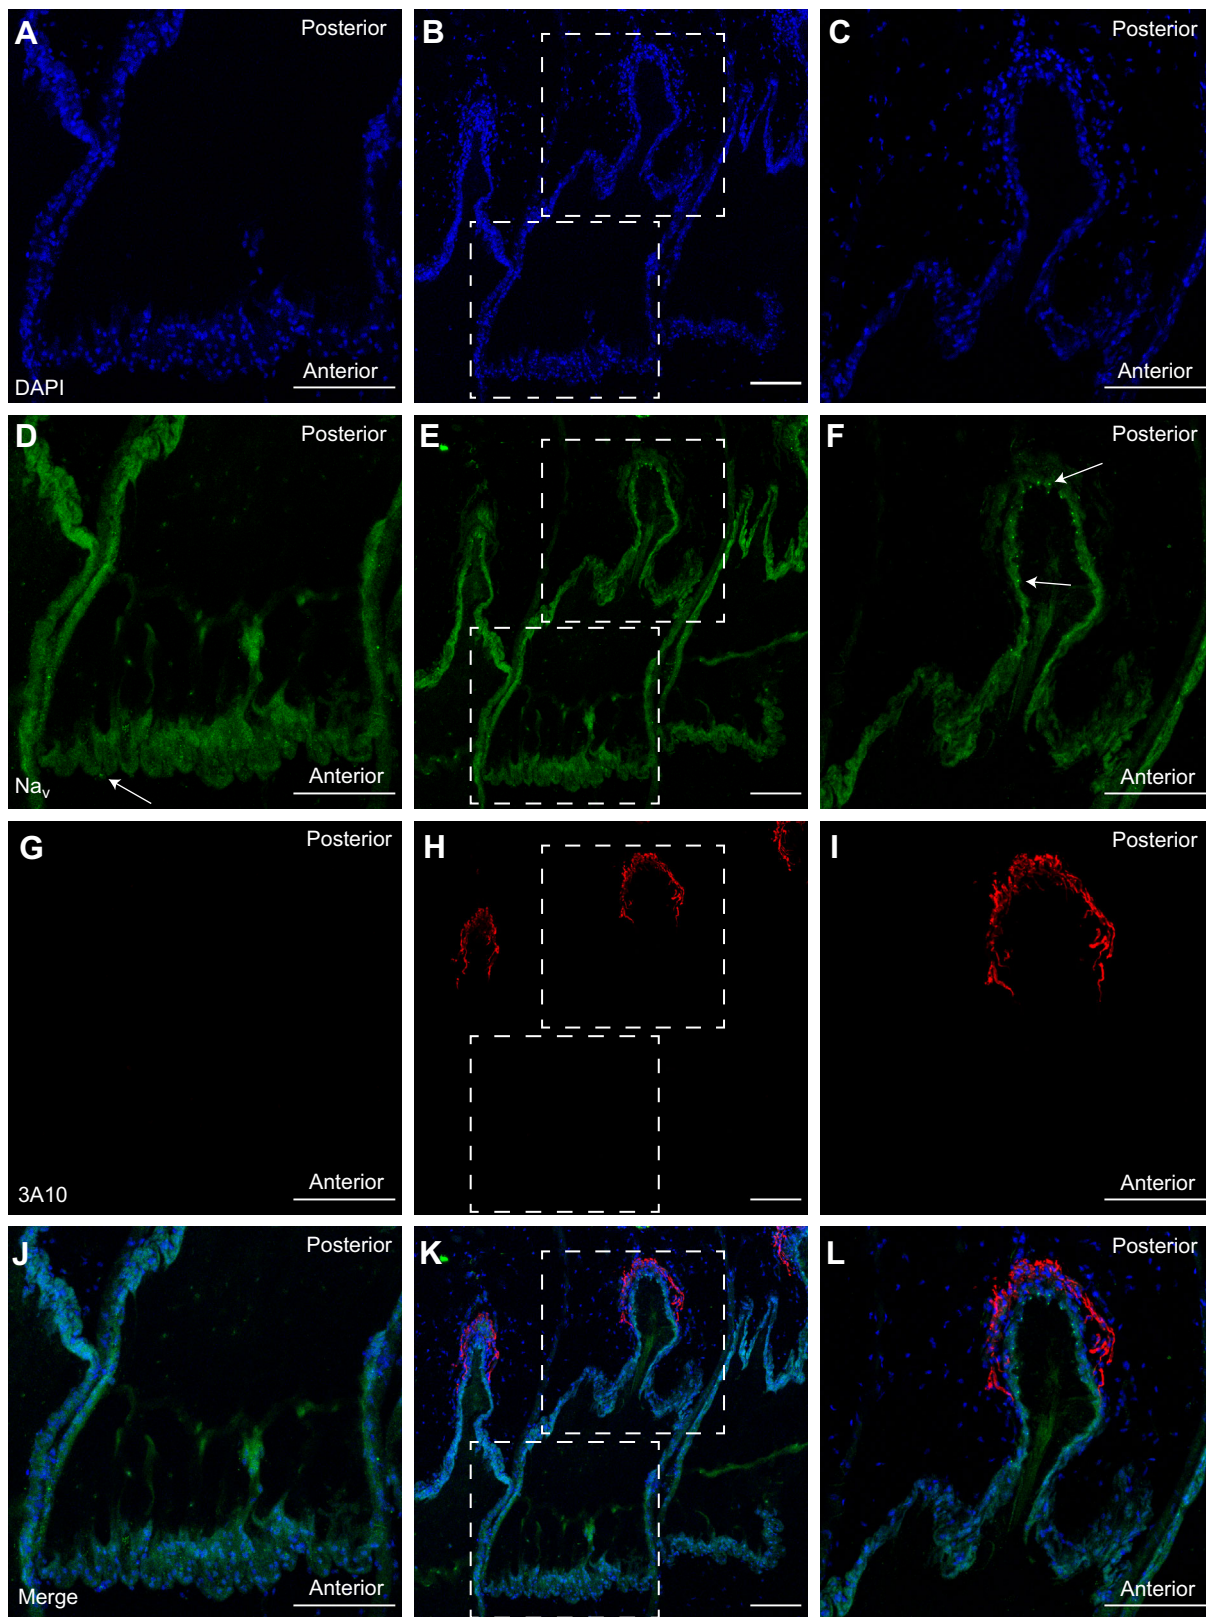 A Posterior B C Posterior
DAPI Anterior Anterior
D Posterior E F Posterior
Naᵥ Anterior Anterior
G Posterior H I Posterior
3A10 Anterior Anterior
J Posterior K L Posterior
Merge Anterior Anterior